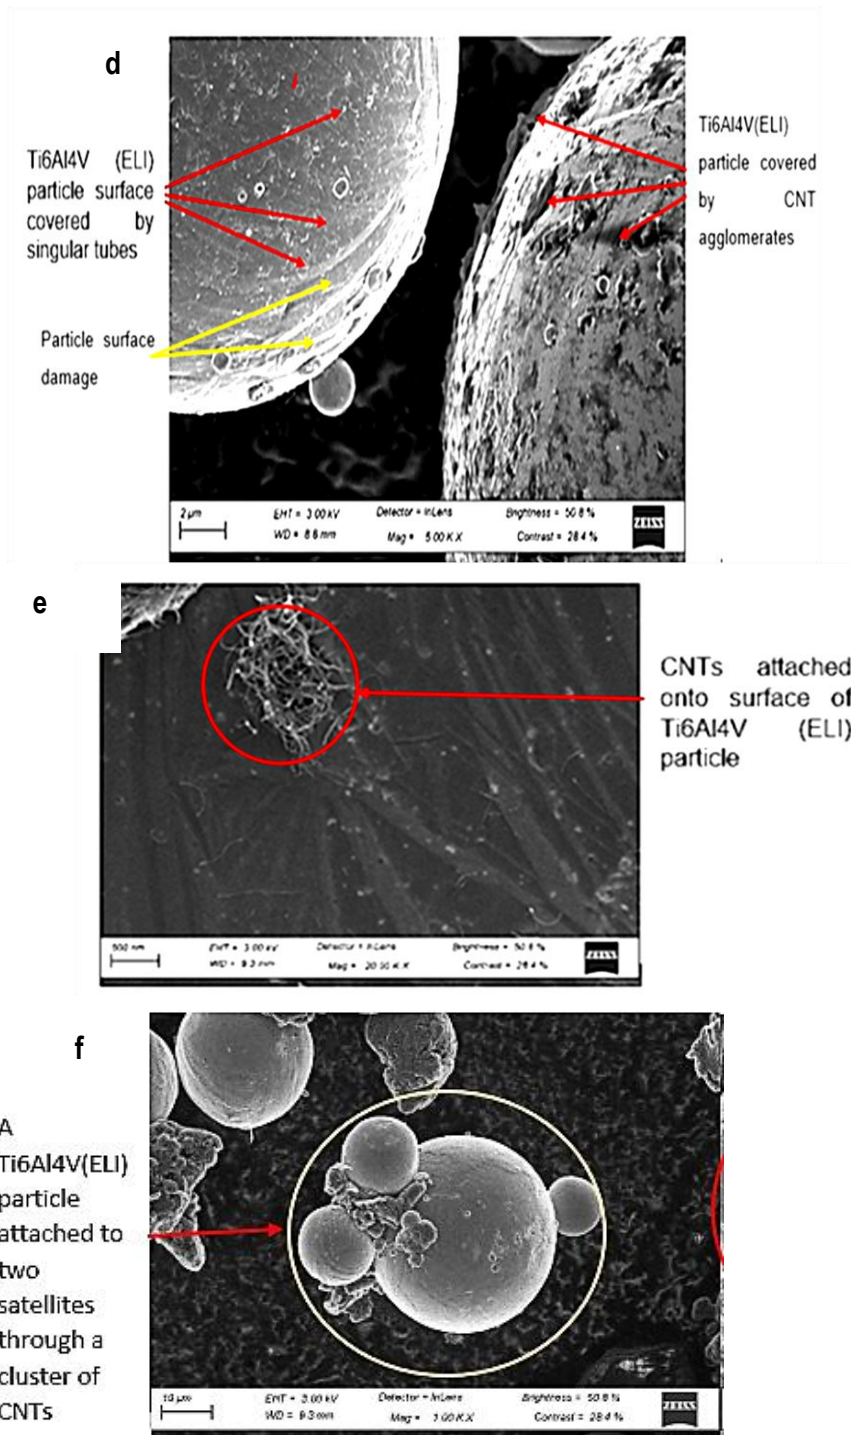 d
Ti6Al4V (ELI)
particle surface
covered by
singular tubes
Particle surface
damage
Ti6Al4V(ELI)
particle covered
by CNT
agglomerates
2 µm
EHT = 3.00 kV
WD = 8.6 mm
Detector = InLens
Mag = 5.00 K X
Brightness = 50.8 %
Contrast = 28.4 %
ZEISS
e
CNTs attached
onto surface of
Ti6Al4V (ELI)
particle
EHT = 3.00 kV
WD = 9.3 mm
Detector = InLens
Mag = 20.00 K X
Brightness = 50.8 %
Contrast = 28.4 %
ZEISS
f
A
Ti6Al4V(ELI)
particle
attached to
two
satellites
through a
cluster of
CNTs
10 µm
EHT = 3.00 kV
WD = 9.3 mm
Detector = InLens
Mag = 1.00 K X
Brightness = 50.8 %
Contrast = 28.4 %
ZEISS